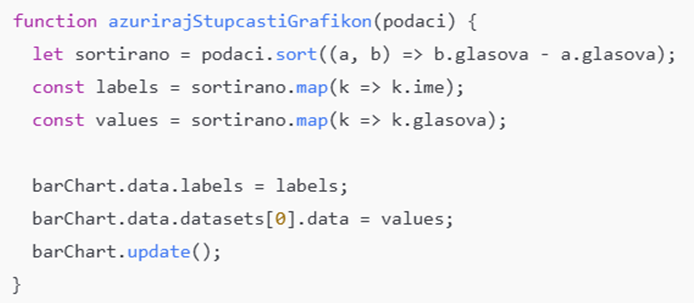 function azurirajStupcastiGrafikon(podaci) {
  let sortirano = podaci.sort((a, b) => b.glasova - a.glasova);
  const labels = sortirano.map(k => k.ime);
  const values = sortirano.map(k => k.glasova);

  barChart.data.labels = labels;
  barChart.data.datasets[0].data = values;
  barChart.update();
}